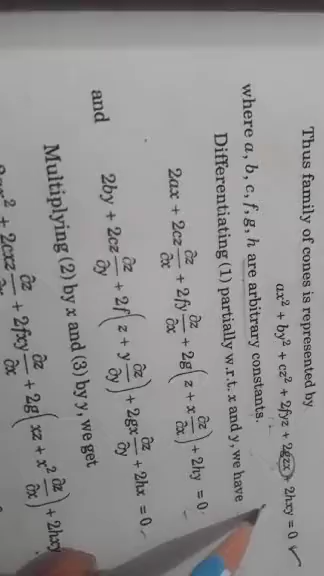 Thus family of cones is represented by
ax² + by² + cz² + 2fyz + 2gzx + 2hxy = 0
where a, b, c, f, g, h are arbitrary constants.
Differentiating (1) partially w.r.t. x and y, we have
2ax + 2cz ∂z/∂x + 2fy ∂z/∂x + 2g(z + x ∂z/∂x) + 2hy = 0
and
2by + 2cz ∂z/∂y + 2f(z + y ∂z/∂y) + 2gx ∂z/∂y + 2hx = 0
Multiplying (2) by x and (3) by y, we get
x² + 2cxz + 2fxy ∂z/∂x + 2g(xz + x² ∂z/∂x) + 2hxy